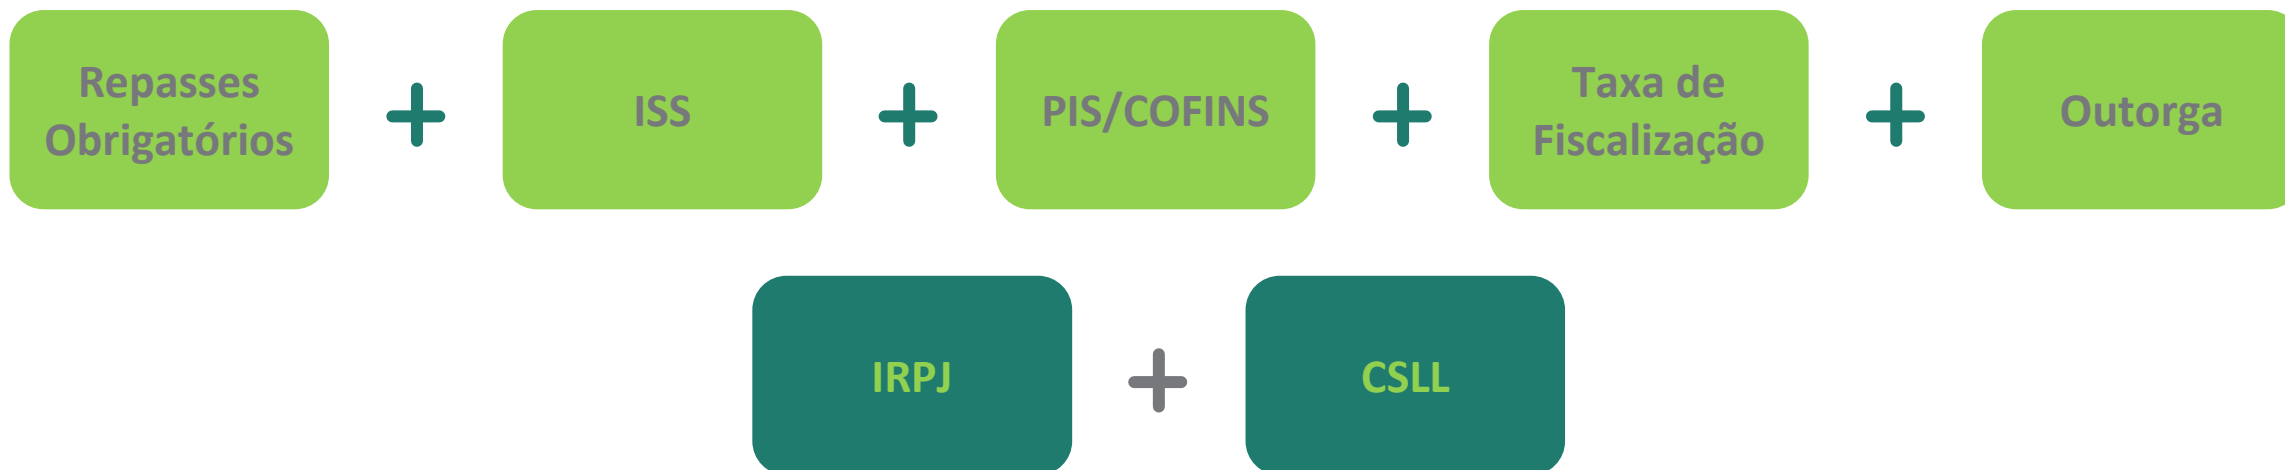 Repasses
Obrigatórios
+
ISS
+
PIS/COFINS
+
Taxa de
Fiscalização
+
Outorga
IRPJ
+
CSLL